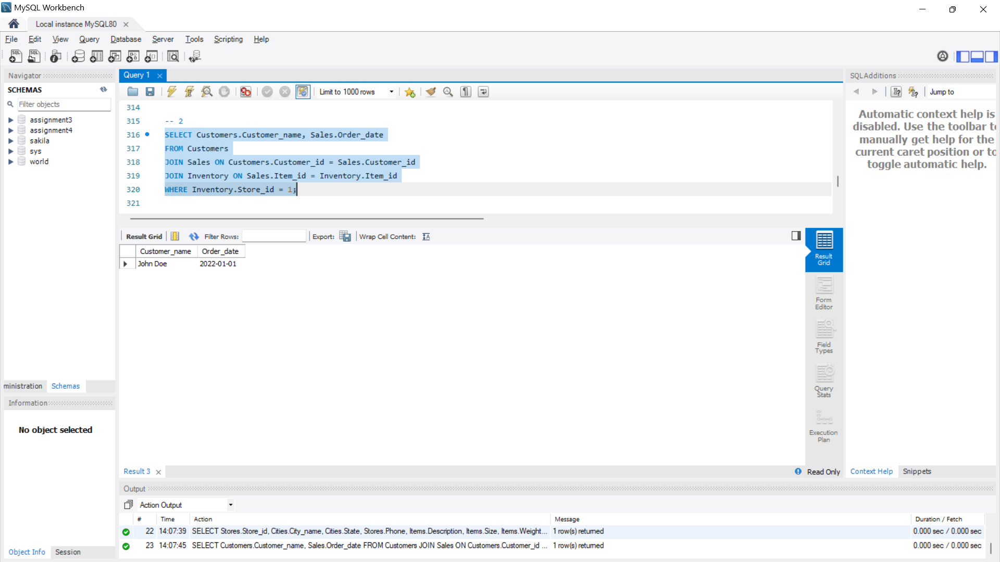 MySQL Workbench
Local instance MySQL80
File Edit View Query Database Server Tools Scripting Help
Navigator
SCHEMAS
Filter objects
assignment3
assignment4
sakila
sys
world
ministration Schemas
Information
No object selected
Object Info Session
Query 1
Limit to 1000 rows
314
315 -- 2
316 SELECT Customers.Customer_name, Sales.Order_date
317 FROM Customers
318 JOIN Sales ON Customers.Customer_id = Sales.Customer_id
319 JOIN Inventory ON Sales.Item_id = Inventory.Item_id
320 WHERE Inventory.Store_id = 1;
321
Result Grid Filter Rows: Export: Wrap Cell Content:
Customer_name Order_date
John Doe 2022-01-01
Result
Grid
Form
Editor
Field
Types
Query
Stats
Execution
Plan
Result 3 Read Only
SQLAdditions
Jump to
Automatic context help is
disabled. Use the toolbar to
manually get help for the
current caret position or to
toggle automatic help.
Context Help Snippets
Output
Action Output
# Time Action Message Duration / Fetch
22 14:07:39 SELECT Stores.Store_id, Cities.City_name, Cities.State, Stores.Phone, Items.Description, Items.Size, Items.Weight... 1 row(s) returned 0.000 sec / 0.000 sec
23 14:07:45 SELECT Customers.Customer_name, Sales.Order_date FROM Customers JOIN Sales ON Customers.Customer_id ... 1 row(s) returned 0.000 sec / 0.000 sec